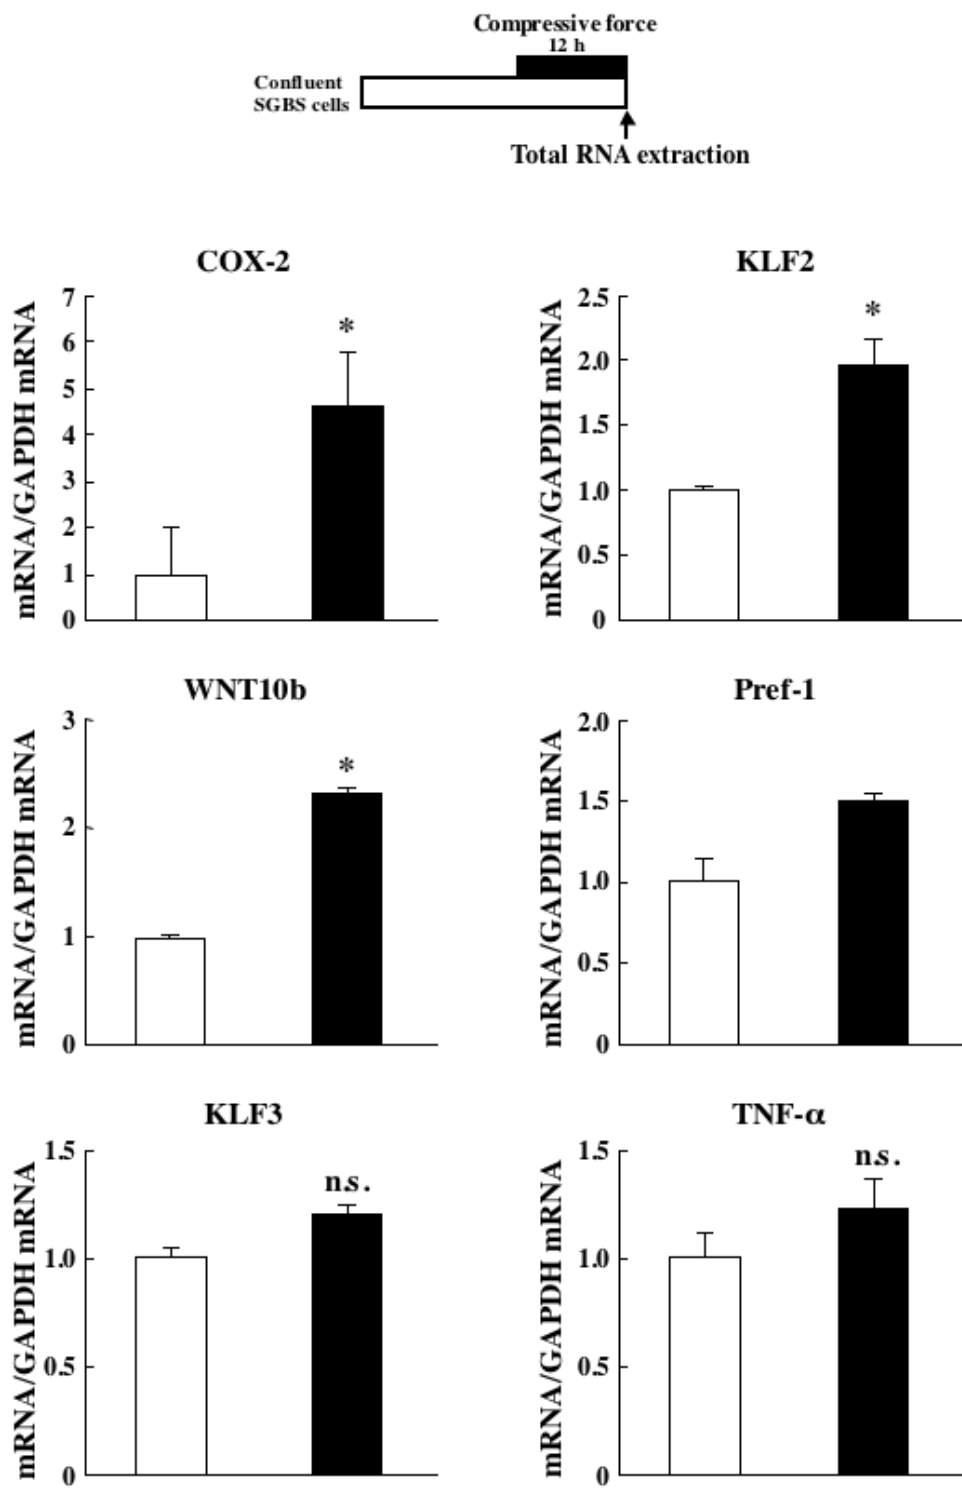 Compressive force
12 h
Confluent
SGBS cells
Total RNA extraction
COX-2
mRNA/GAPDH mRNA
7
6
5
4
3
2
1
0
*
KLF2
mRNA/GAPDH mRNA
2.5
2.0
1.5
1.0
0.5
0
*
WNT10b
mRNA/GAPDH mRNA
3
2
1
0
*
Pref-1
mRNA/GAPDH mRNA
2.0
1.5
1.0
0.5
0
KLF3
mRNA/GAPDH mRNA
1.5
1.0
0.5
0
n.s.
TNF-α
mRNA/GAPDH mRNA
1.5
1.0
0.5
0
n.s.